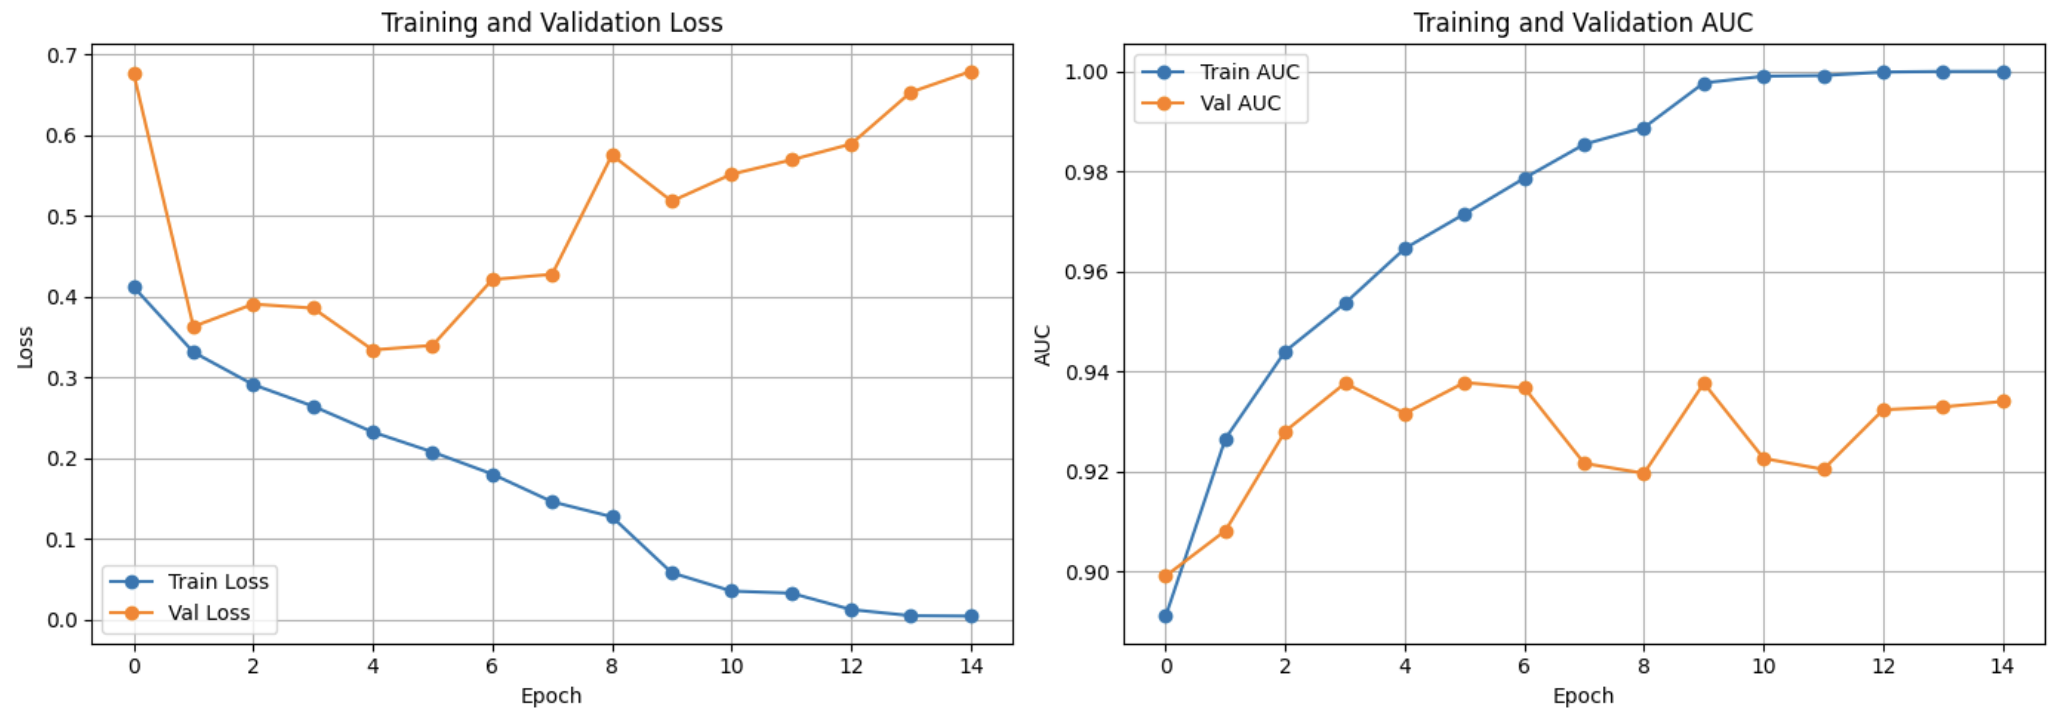 Training and Validation Loss
0.7
0.6
0.5
0.4
0.3
0.2
0.1
0.0
Loss
Train Loss
Val Loss
0 2 4 6 8 10 12 14
Epoch
Training and Validation AUC
Train AUC
Val AUC
1.00
0.98
0.96
0.94
0.92
0.90
AUC
0 2 4 6 8 10 12 14
Epoch